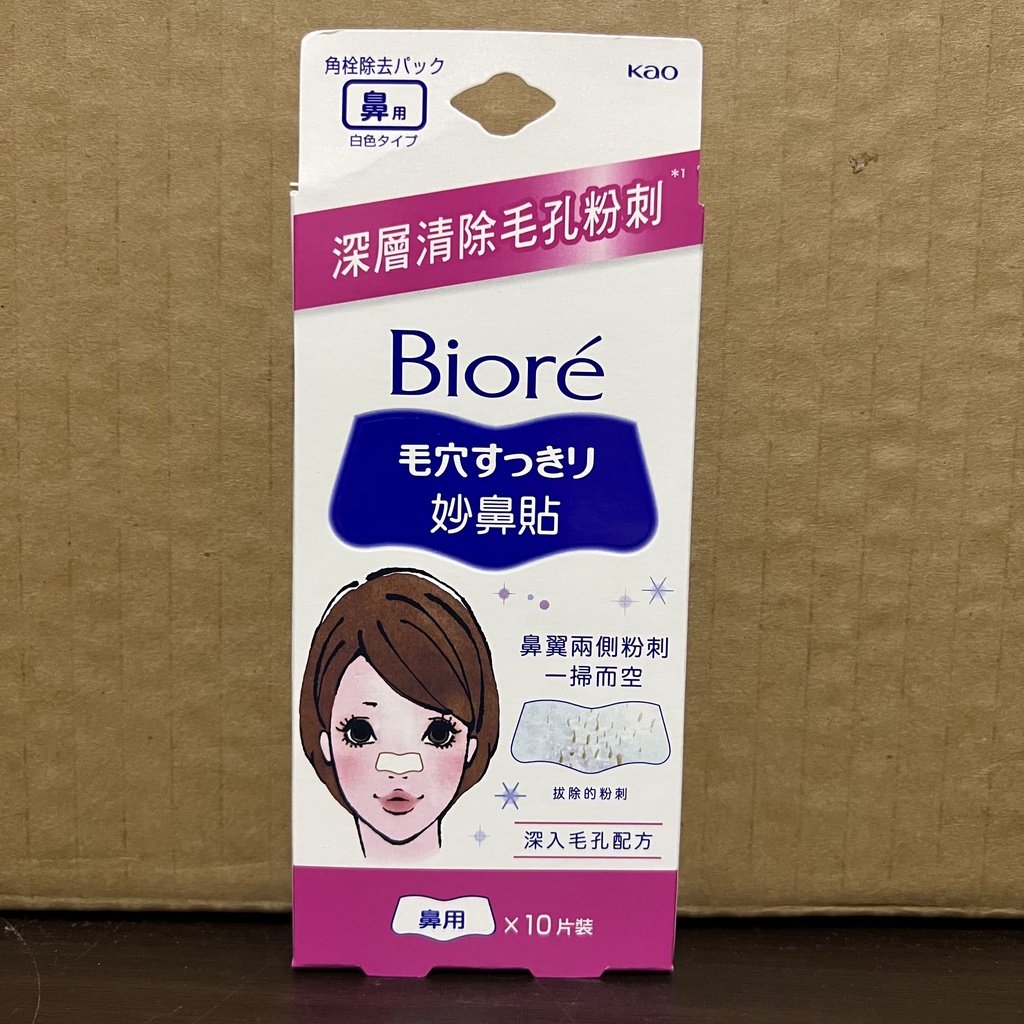 角栓除去パック
鼻用
白色タイプ
Kao
深層清除毛孔粉刺*1
Bioré
毛穴すっきり
妙鼻貼
鼻翼兩側粉刺
一掃而空
拔除的粉刺
深入毛孔配方
鼻用 ×10片裝